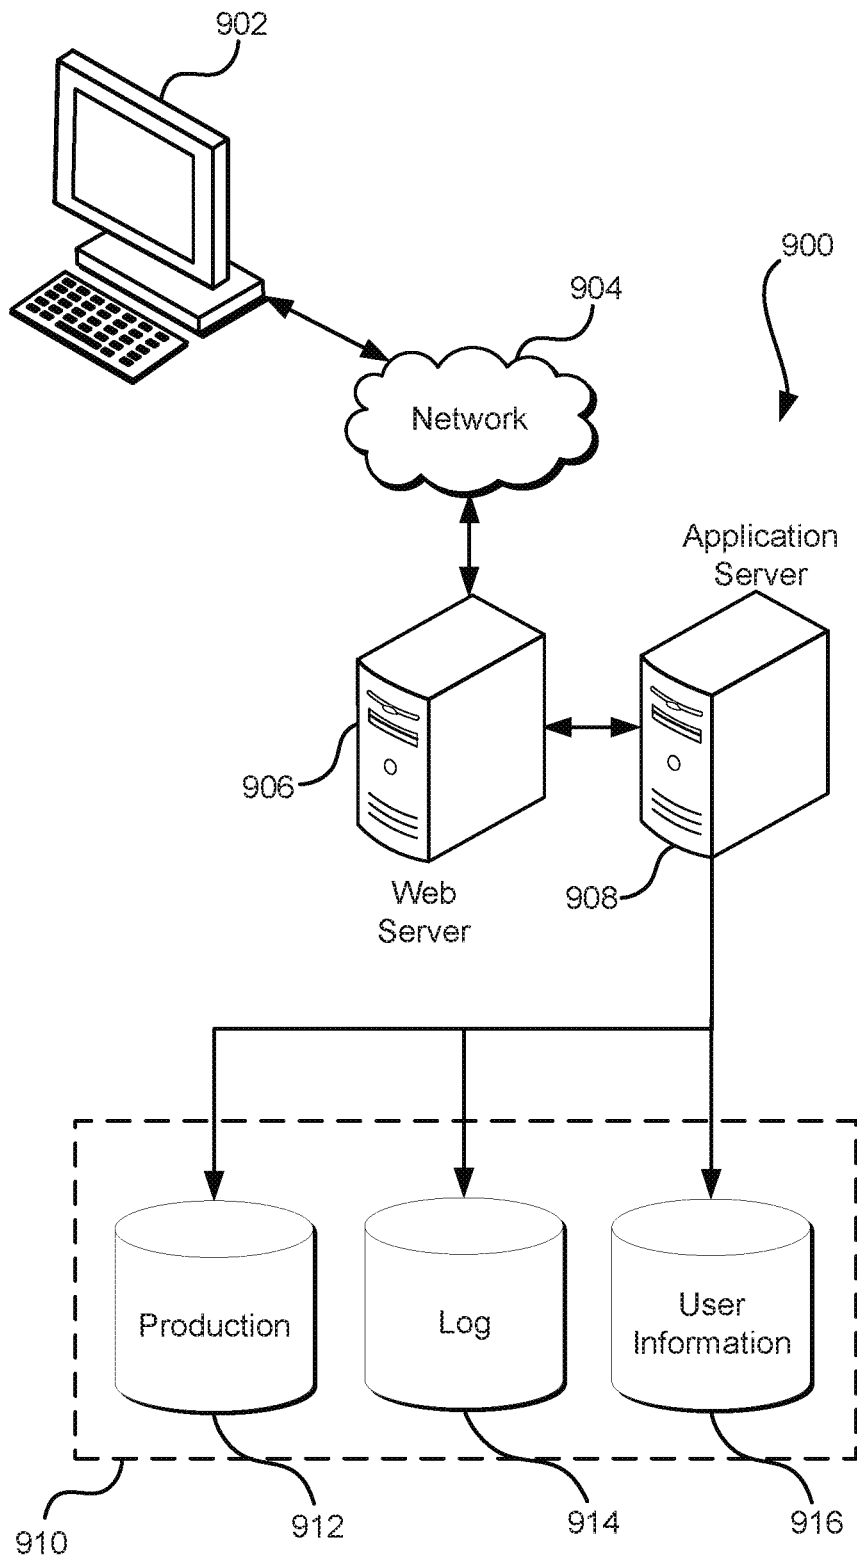 902
900
904
Network
Application
Server
906
Web
Server
908
Production
Log
User
Information
910
912
914
916